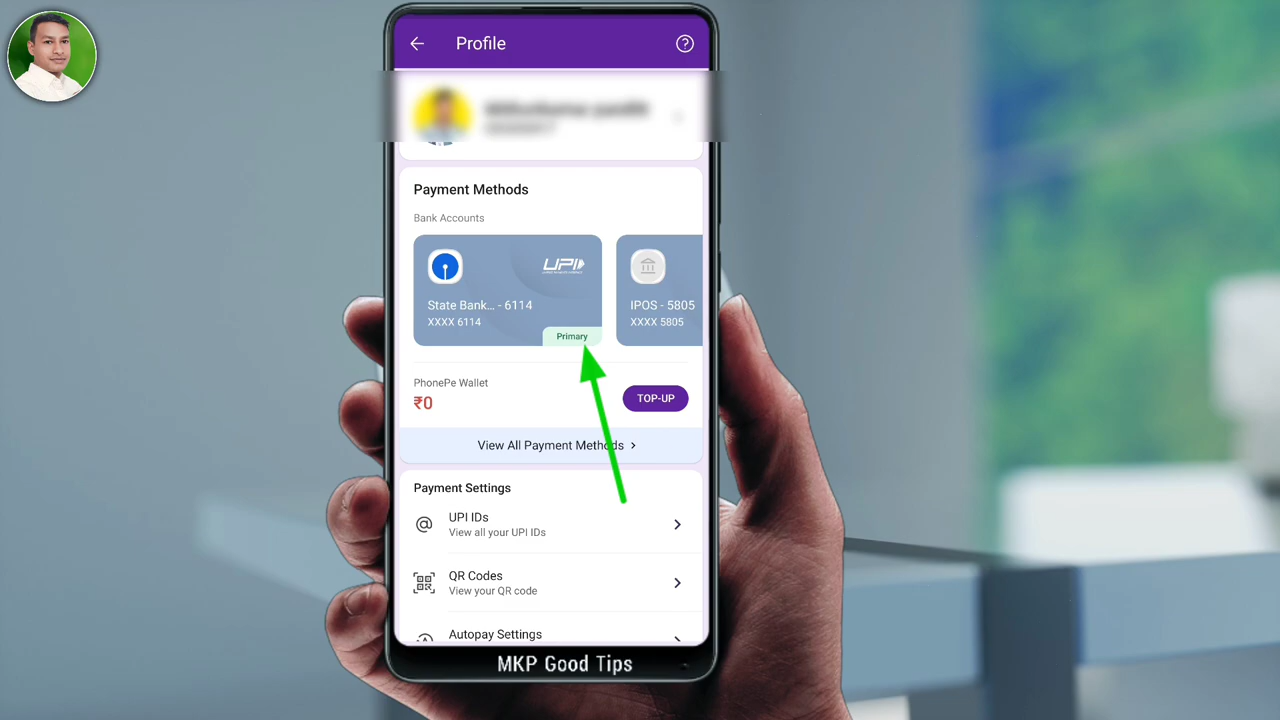 Profile
Payment Methods
Bank Accounts
UPI
State Bank... - 6114
XXXX 6114
Primary
IPOS - 5805
XXXX 5805
PhonePe Wallet
₹0
TOP-UP
View All Payment Methods
Payment Settings
UPI IDs
View all your UPI IDs
QR Codes
View your QR code
Autopay Settings
MKP Good Tips